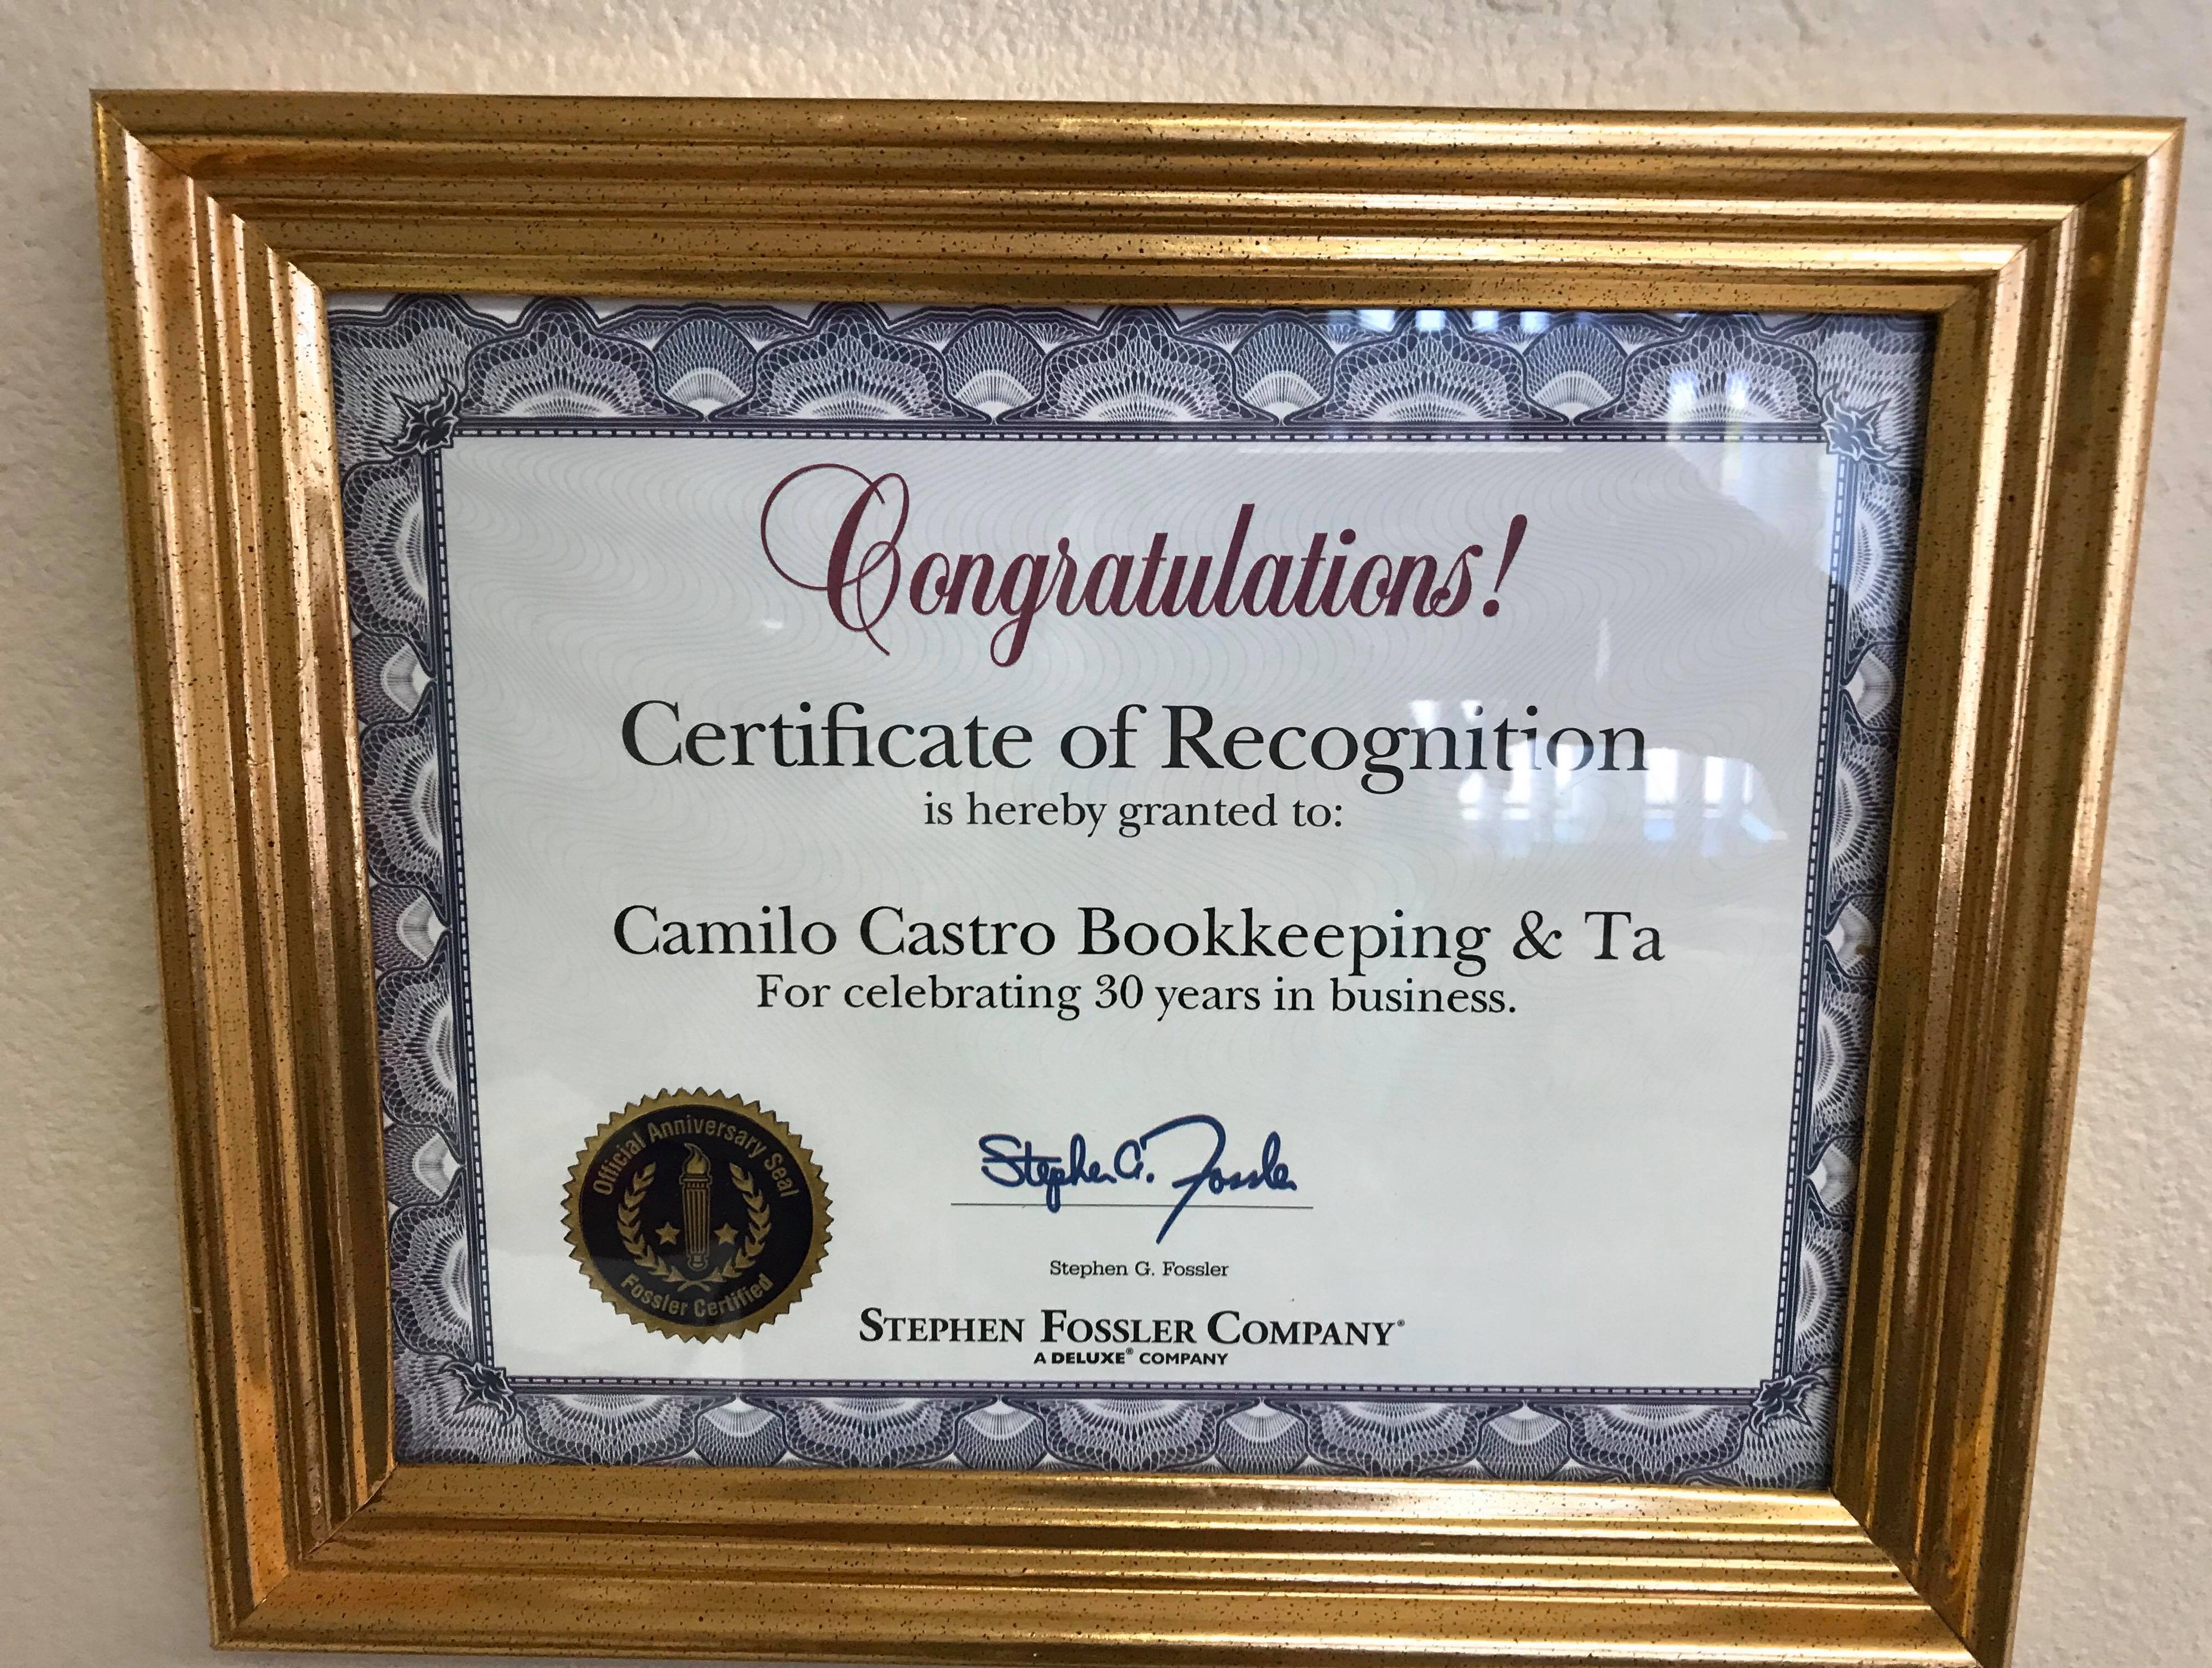 Congratulations!
Certificate of Recognition
is hereby granted to:
Camilo Castro Bookkeeping & Ta
For celebrating 30 years in business.
Official Anniversary Seal
Fossler Certified
Stephen G. Fossler
Stephen G. Fossler
STEPHEN FOSSLER COMPANY®
A DELUXE® COMPANY